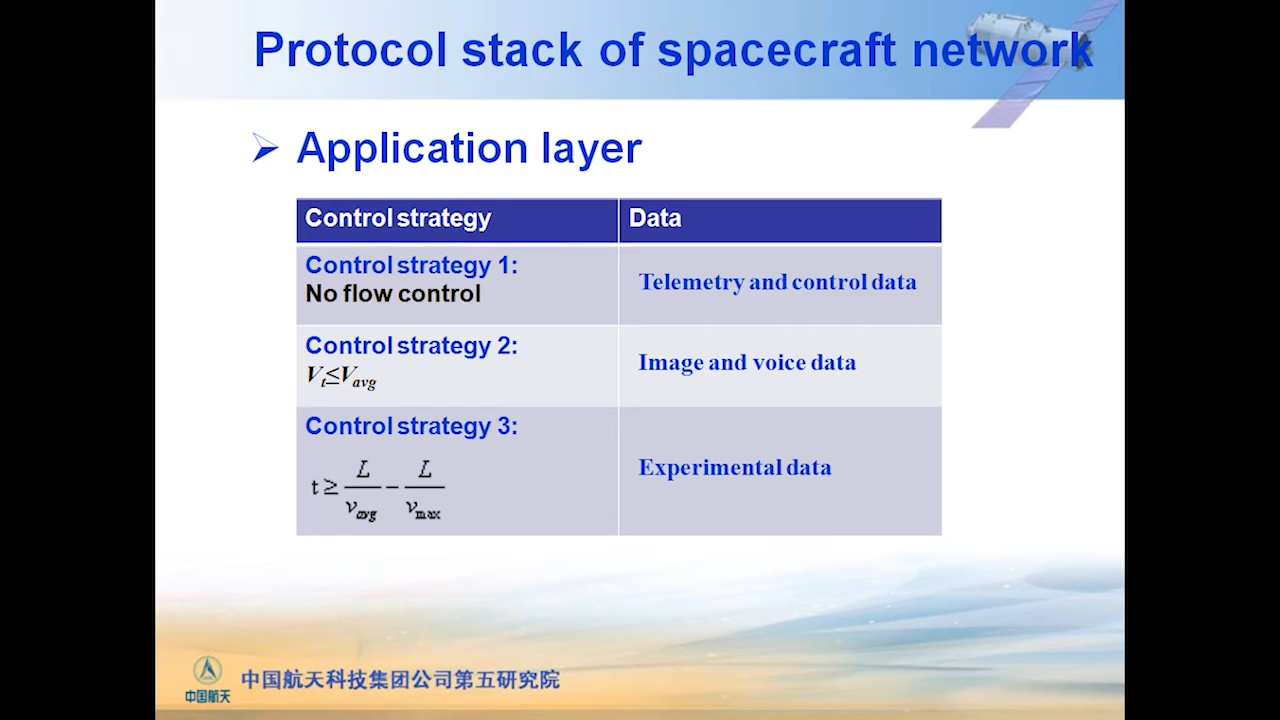 Protocol stack of spacecraft network
Application layer
Control strategy
Data
Control strategy 1:
No flow control
Telemetry and control data
Control strategy 2:
Vt≤Vavg
Image and voice data
Control strategy 3:
t ≥ L/vavg − L/vmax
Experimental data
中国航天
中国航天科技集团公司第五研究院